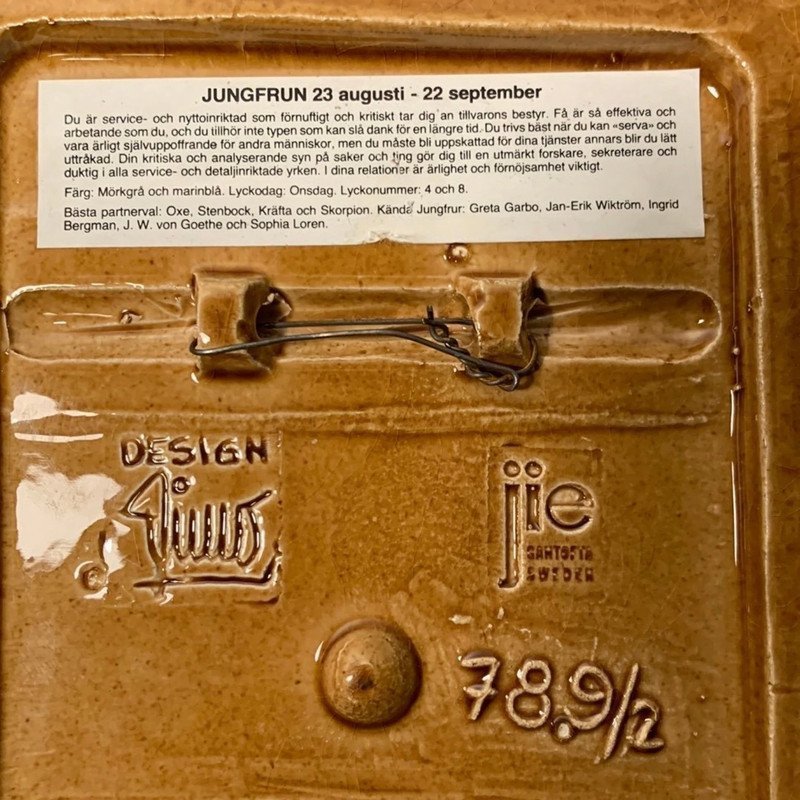 JUNGFRUN 23 augusti - 22 september
Du är service- och nyttoinriktad som förnuftigt och kritiskt tar dig an tillvarons bestyr. Få är så effektiva och
arbetande som du, och du tillhör inte typen som kan slå dank för en längre tid. Du trivs bäst när du kan «serva» och
vara ärligt självuppoffrande för andra människor, men du måste bli uppskattad för dina tjänster annars blir du lätt
uttråkad. Din kritiska och analyserande syn på saker och ting gör dig till en utmärkt forskare, sekreterare och
duktig i alla service- och detaljinriktade yrken. I dina relationer är ärlighet och förnöjsamhet viktigt.
Färg: Mörkgrå och marinblå. Lyckodag: Onsdag. Lyckonummer: 4 och 8.
Bästa partnerval: Oxe, Stenbock, Kräfta och Skorpion. Kända Jungfrur: Greta Garbo, Jan-Erik Wiktröm, Ingrid
Bergman, J. W. von Goethe och Sophia Loren.
DESIGN
jie
GANTOFTA
SWEDEN
78.9/2